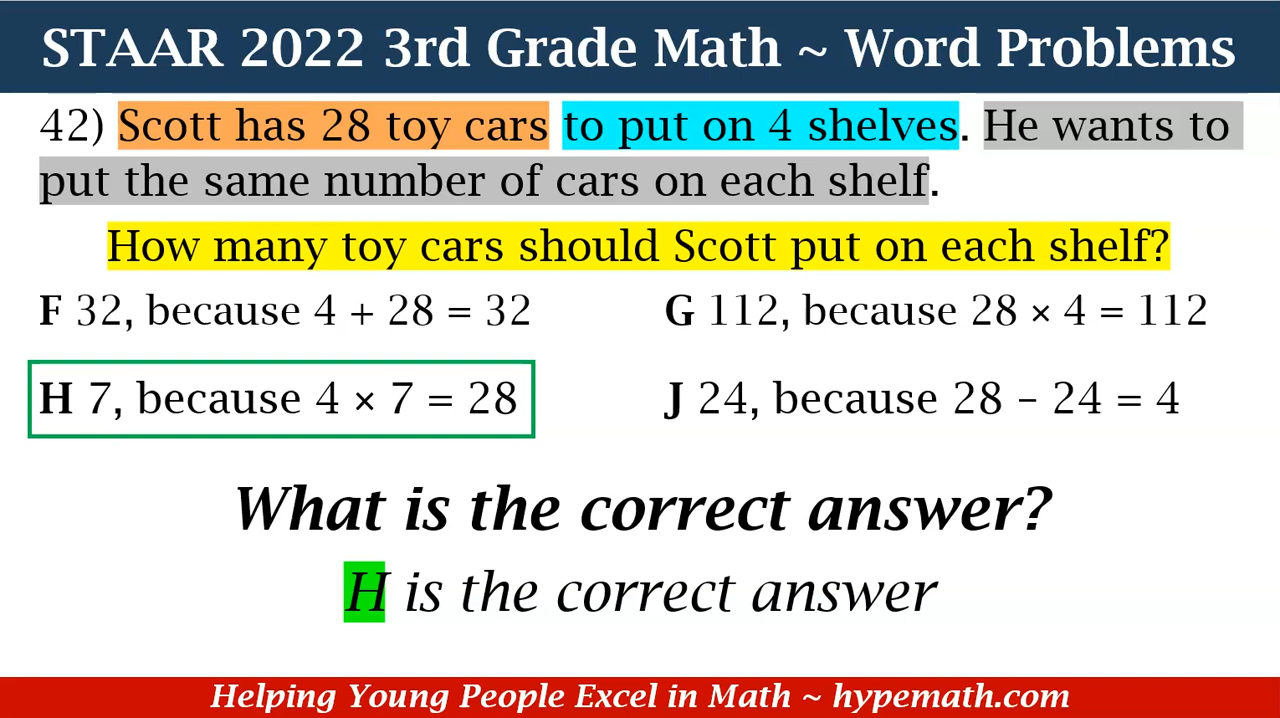 STAAR 2022 3rd Grade Math ~ Word Problems
42) Scott has 28 toy cars to put on 4 shelves. He wants to
put the same number of cars on each shelf.
How many toy cars should Scott put on each shelf?
F 32, because 4 + 28 = 32
G 112, because 28 × 4 = 112
H 7, because 4 × 7 = 28
J 24, because 28 – 24 = 4
What is the correct answer?
H is the correct answer
Helping Young People Excel in Math ~ hypemath.com